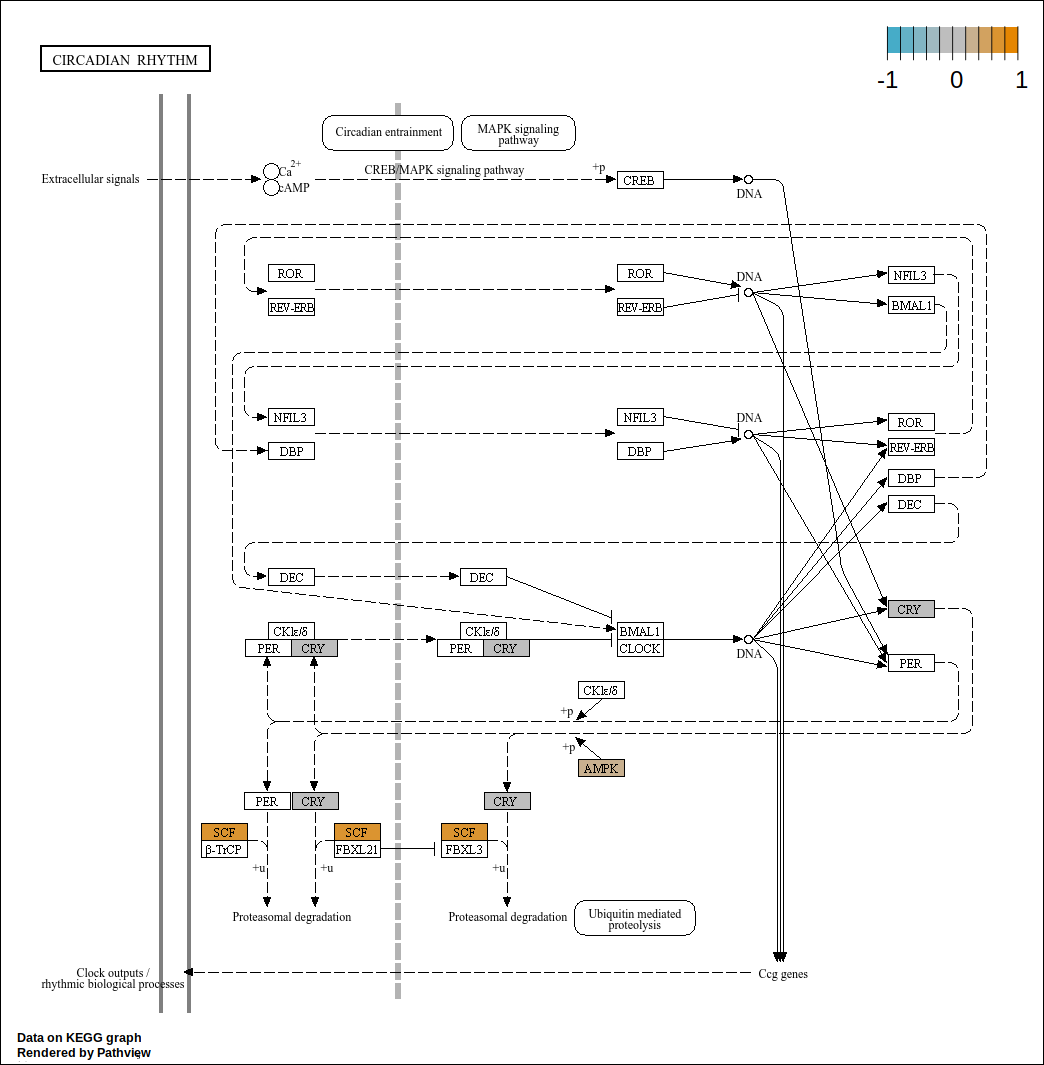 CIRCADIAN RHYTHM
-1 0 1
Circadian entrainment
MAPK signaling
pathway
Extracellular signals
Ca2+
cAMP
CREB/MAPK signaling pathway
+p
CREB
DNA
ROR
REV-ERB
ROR
REV-ERB
DNA
NFIL3
BMAL1
NFIL3
DBP
NFIL3
DBP
DNA
ROR
REV-ERB
DBP
DEC
DEC
DEC
CRY
CKIε/δ
PER CRY
CKIε/δ
PER CRY
BMAL1
CLOCK
DNA
PER
CKIε/δ
+p
+p
AMPK
PER CRY
CRY
SCF
β-TrCP
SCF
FBXL21
SCF
FBXL3
+u
+u
+u
Proteasomal degradation
Proteasomal degradation
Ubiquitin mediated
proteolysis
Clock outputs /
rhythmic biological processes
Ccg genes
Data on KEGG graph
Rendered by Pathview